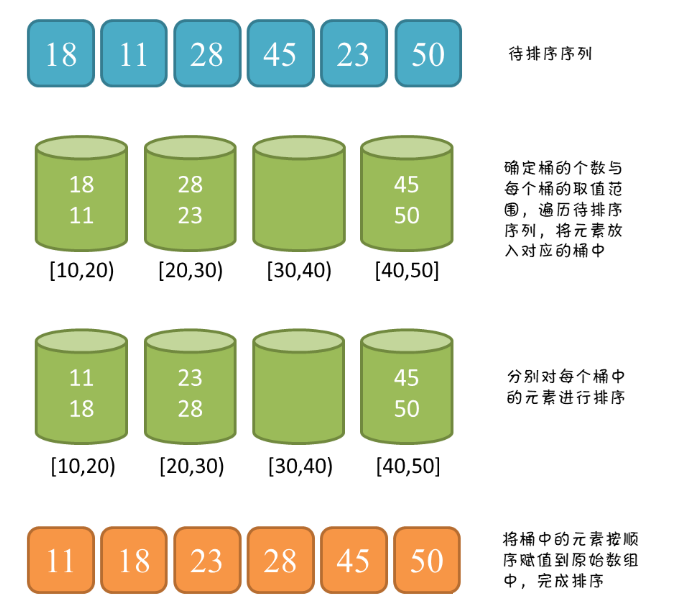 18 11 28 45 23 50
待排序序列
18 28 45
11 23 50
[10,20) [20,30) [30,40) [40,50]
确定桶的个数与
每个桶的取值范
围，遍历待排序
序列，将元素放
入对应的桶中
11 23 45
18 28 50
[10,20) [20,30) [30,40) [40,50]
分别对每个桶中
的元素进行排序
11 18 23 28 45 50
将桶中的元素按顺
序赋值到原始数组
中，完成排序